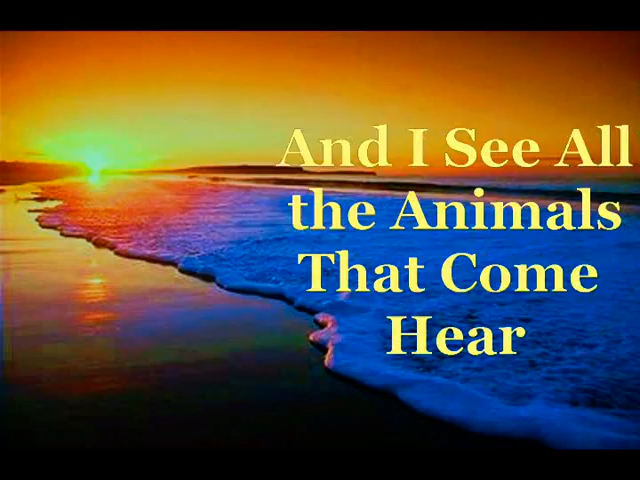 And I See All
the Animals
That Come
Hear